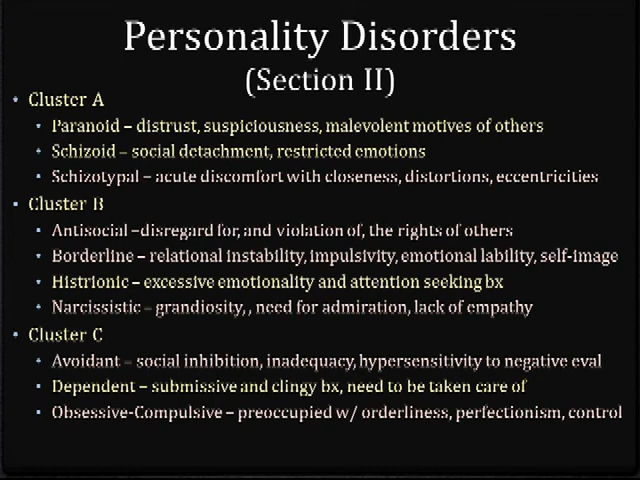 Personality Disorders
(Section II)
• Cluster A
• Paranoid – distrust, suspiciousness, malevolent motives of others
• Schizoid – social detachment, restricted emotions
• Schizotypal – acute discomfort with closeness, distortions, eccentricities
• Cluster B
• Antisocial –disregard for, and violation of, the rights of others
• Borderline – relational instability, impulsivity, emotional lability, self-image
• Histrionic – excessive emotionality and attention seeking bx
• Narcissistic – grandiosity, , need for admiration, lack of empathy
• Cluster C
• Avoidant – social inhibition, inadequacy, hypersensitivity to negative eval
• Dependent – submissive and clingy bx, need to be taken care of
• Obsessive-Compulsive – preoccupied w/ orderliness, perfectionism, control